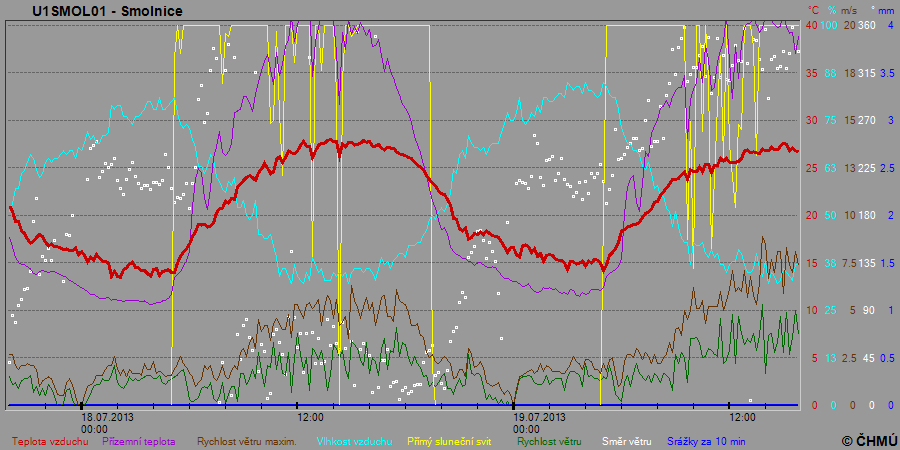 U1SMOL01 - Smolnice
°C % m/s ° mm
40 100 20 360 4
35 88 18 315 3.5
30 75 15 270 3
25 63 13 225 2.5
20 50 10 180 2
15 38 7.5 135 1.5
10 25 5 90 1
5 13 2.5 45 0.5
0 0 0 0 0
18.07.2013 12:00 19.07.2013 12:00
00:00 00:00
Teplota vzduchu Přízemní teplota Rychlost větru maxim. Vlhkost vzduchu Přímý sluneční svit Rychlost větru Směr větru Srážky za 10 min © ČHMÚ